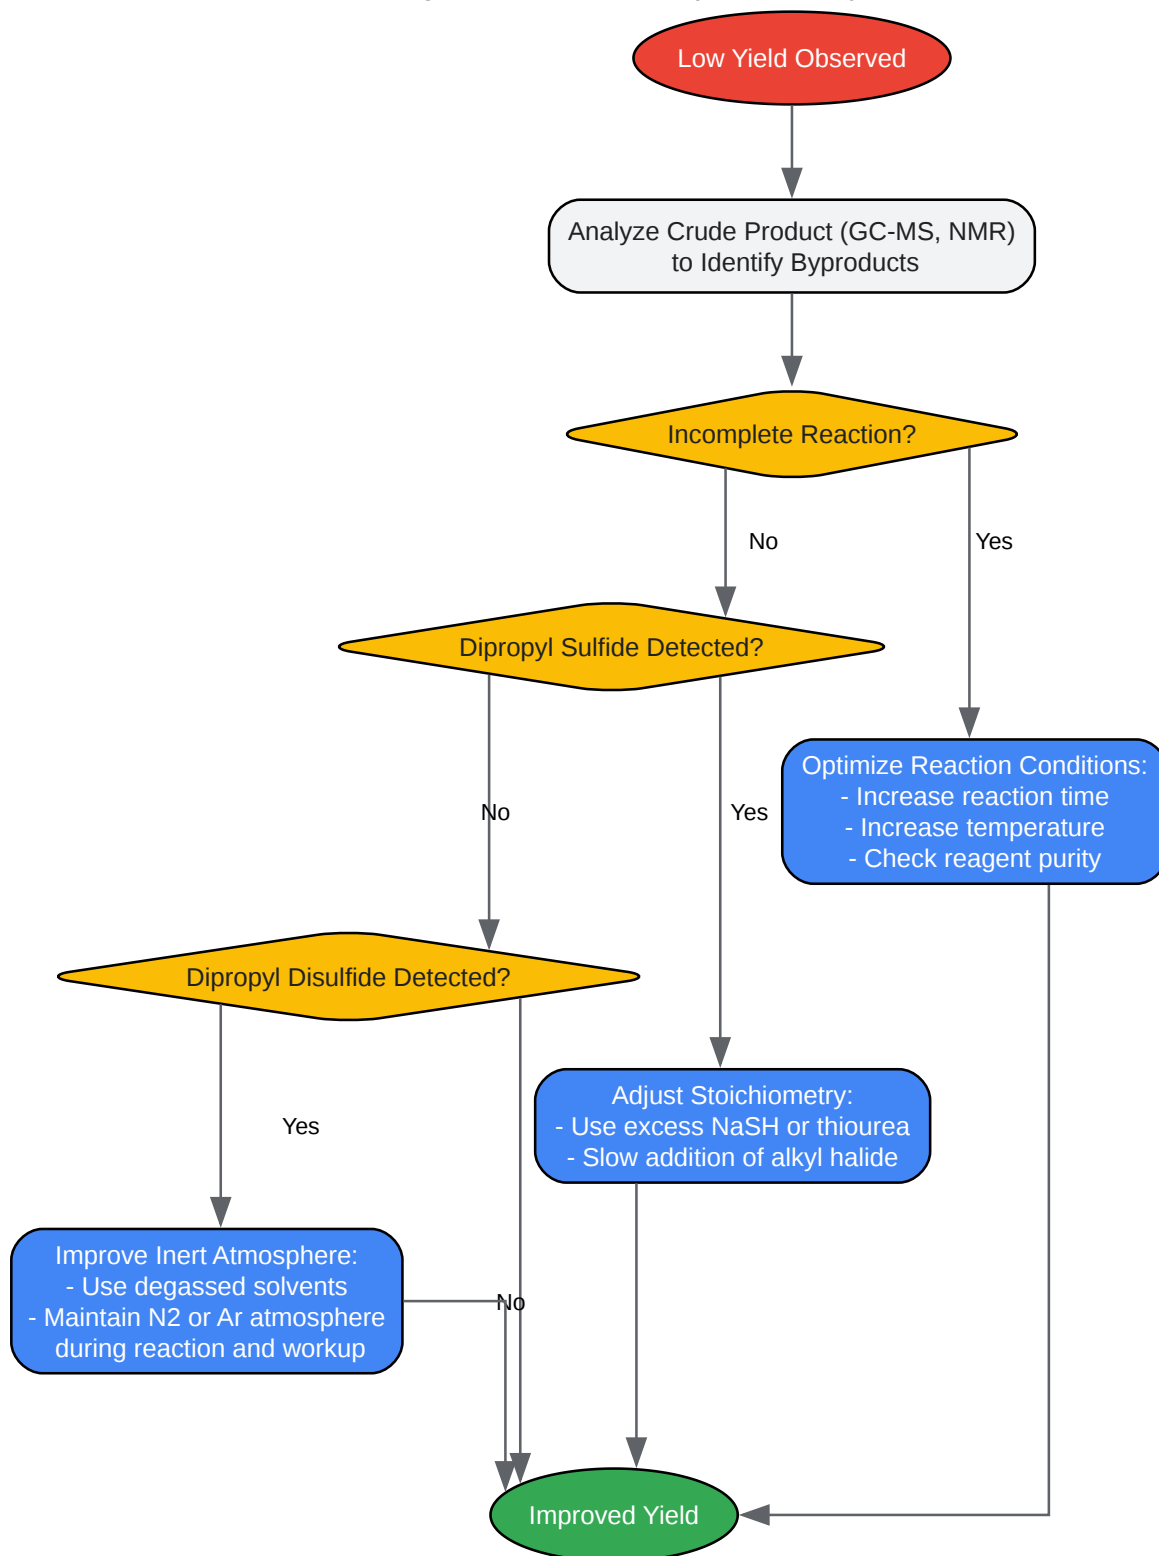 Low Yield Observed
Analyze Crude Product (GC-MS, NMR)
to Identify Byproducts
Incomplete Reaction?
No
Yes
Dipropyl Sulfide Detected?
Optimize Reaction Conditions:
- Increase reaction time
- Increase temperature
- Check reagent purity
No
Yes
Dipropyl Disulfide Detected?
Adjust Stoichiometry:
- Use excess NaSH or thiourea
- Slow addition of alkyl halide
Yes
Improve Inert Atmosphere:
- Use degassed solvents
- Maintain N2 or Ar atmosphere
during reaction and workup
No
Improved Yield